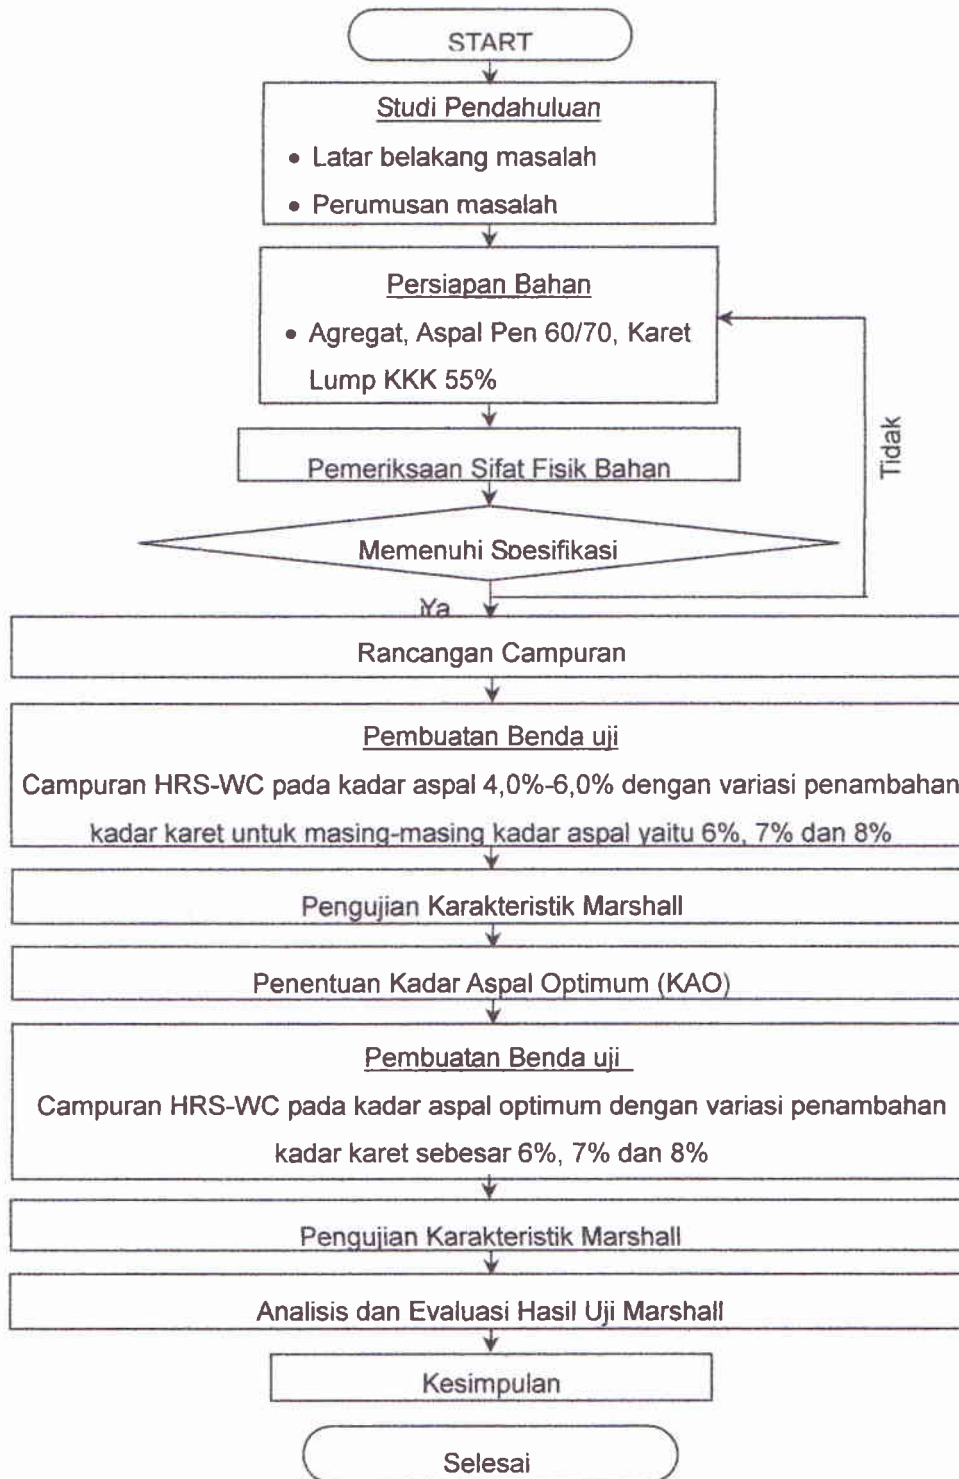 START
Studi Pendahuluan
• Latar belakang masalah
• Perumusan masalah
Persiapan Bahan
• Agregat, Aspal Pen 60/70, Karet
Lump KKK 55%
Tidak
Pemeriksaan Sifat Fisik Bahan
Memenuhi Spesifikasi
Ya
Rancangan Campuran
Pembuatan Benda uji
Campuran HRS-WC pada kadar aspal 4,0%-6,0% dengan variasi penambahan
kadar karet untuk masing-masing kadar aspal yaitu 6%, 7% dan 8%
Pengujian Karakteristik Marshall
Penentuan Kadar Aspal Optimum (KAO)
Pembuatan Benda uji
Campuran HRS-WC pada kadar aspal optimum dengan variasi penambahan
kadar karet sebesar 6%, 7% dan 8%
Pengujian Karakteristik Marshall
Analisis dan Evaluasi Hasil Uji Marshall
Kesimpulan
Selesai